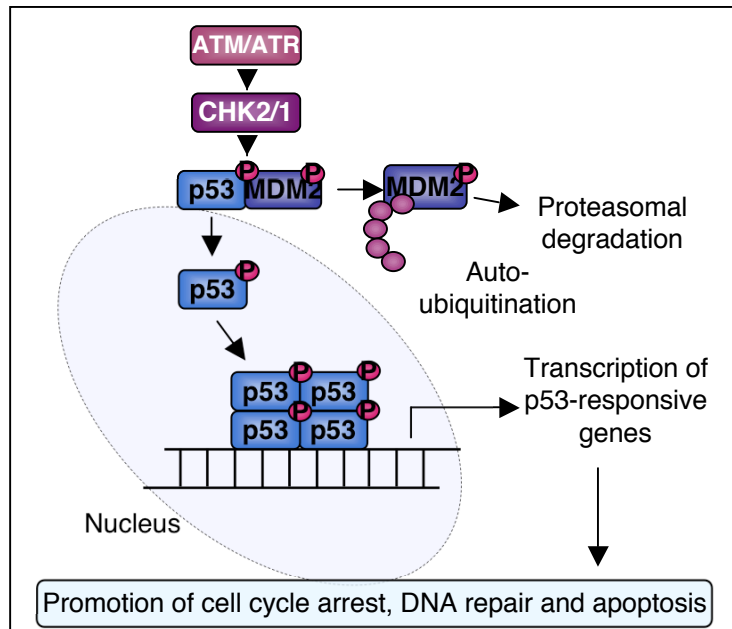 ATM/ATR
CHK2/1
P
P
p53
MDM2
P
MDM2
Proteasomal
degradation
Auto-
ubiquitination
P
p53
P
P
p53
p53
P
P
p53
p53
Transcription of
p53-responsive
genes
Nucleus
Promotion of cell cycle arrest, DNA repair and apoptosis